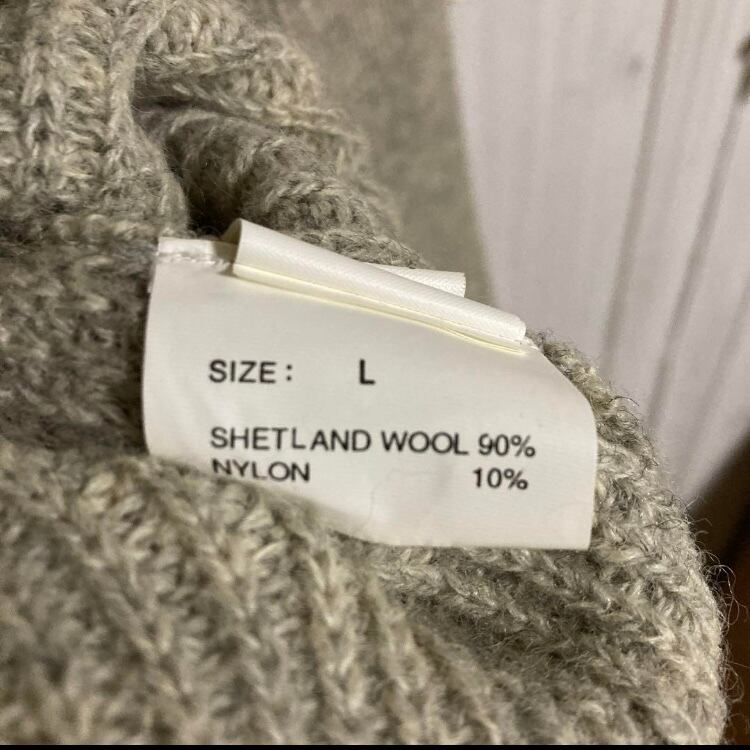 SIZE : L
SHETLAND WOOL 90%
NYLON 10%